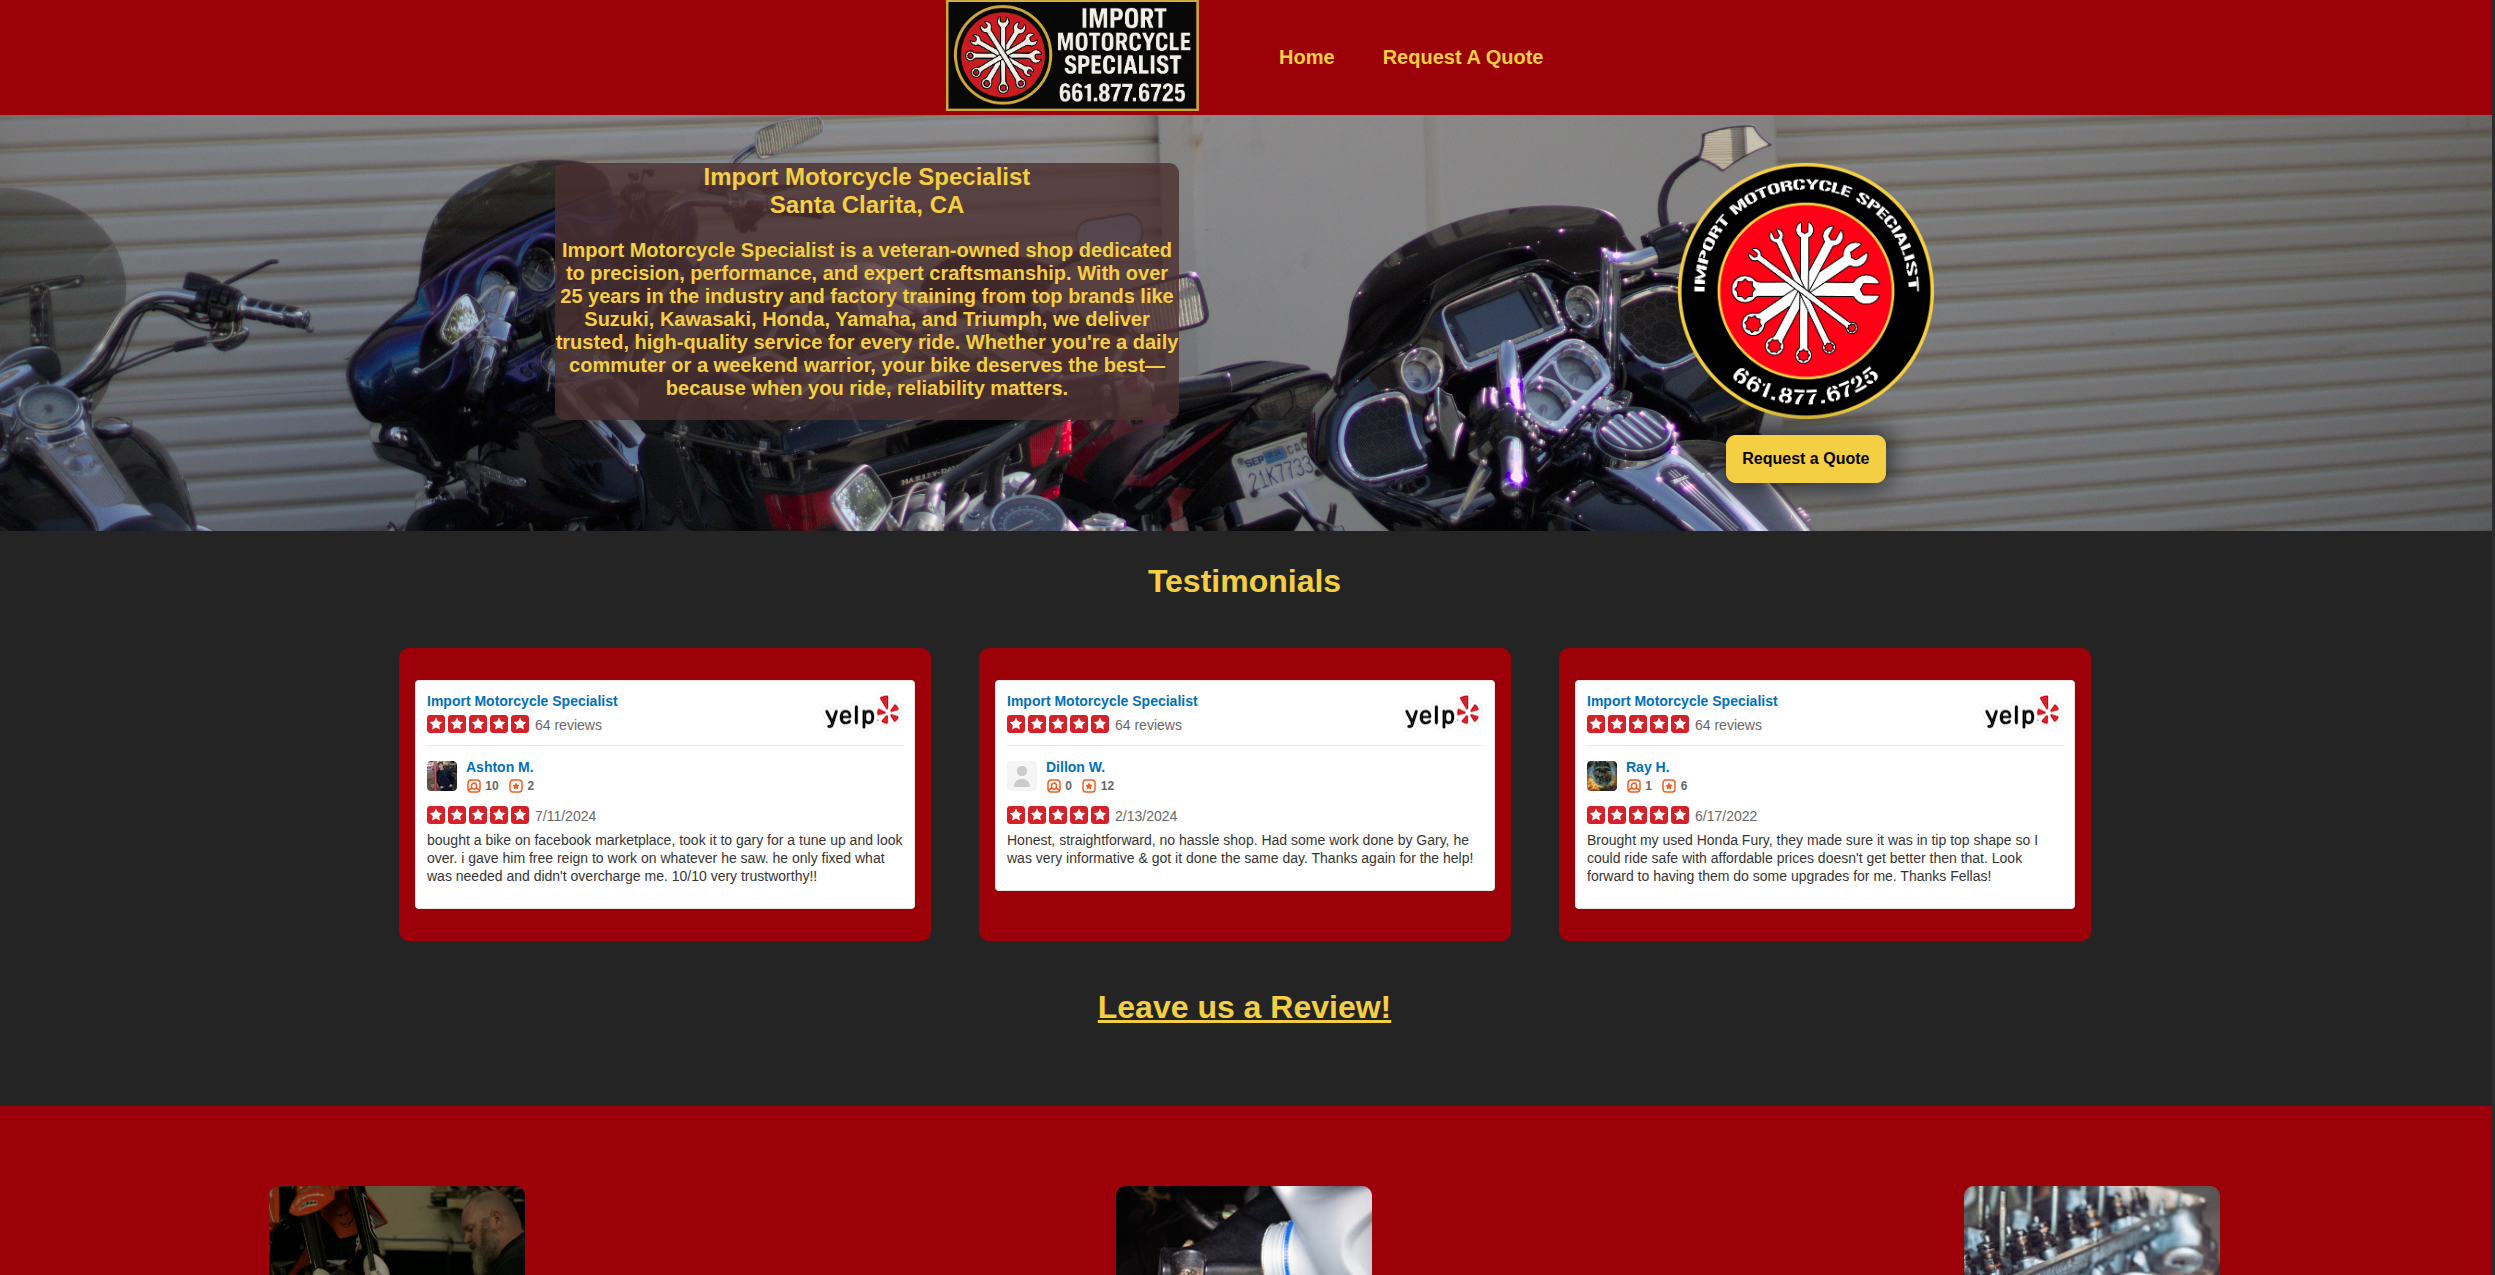 IMPORT
MOTORCYCLE
SPECIALIST
661.877.6725
Home
Request A Quote
Import Motorcycle Specialist
Santa Clarita, CA
Import Motorcycle Specialist is a veteran-owned shop dedicated
to precision, performance, and expert craftsmanship. With over
25 years in the industry and factory training from top brands like
Suzuki, Kawasaki, Honda, Yamaha, and Triumph, we deliver
trusted, high-quality service for every ride. Whether you're a daily
commuter or a weekend warrior, your bike deserves the best—
because when you ride, reliability matters.
IMPORT MOTORCYCLE SPECIALIST
661.877.6725
HARLEY-DA
SEP
21K7733
Request a Quote
Testimonials
Import Motorcycle Specialist
64 reviews
yelp
Ashton M.
10 2
7/11/2024
bought a bike on facebook marketplace, took it to gary for a tune up and look
over. i gave him free reign to work on whatever he saw. he only fixed what
was needed and didn't overcharge me. 10/10 very trustworthy!!
Import Motorcycle Specialist
64 reviews
yelp
Dillon W.
0 12
2/13/2024
Honest, straightforward, no hassle shop. Had some work done by Gary, he
was very informative & got it done the same day. Thanks again for the help!
Import Motorcycle Specialist
64 reviews
yelp
Ray H.
1 6
6/17/2022
Brought my used Honda Fury, they made sure it was in tip top shape so I
could ride safe with affordable prices doesn't get better then that. Look
forward to having them do some upgrades for me. Thanks Fellas!
Leave us a Review!